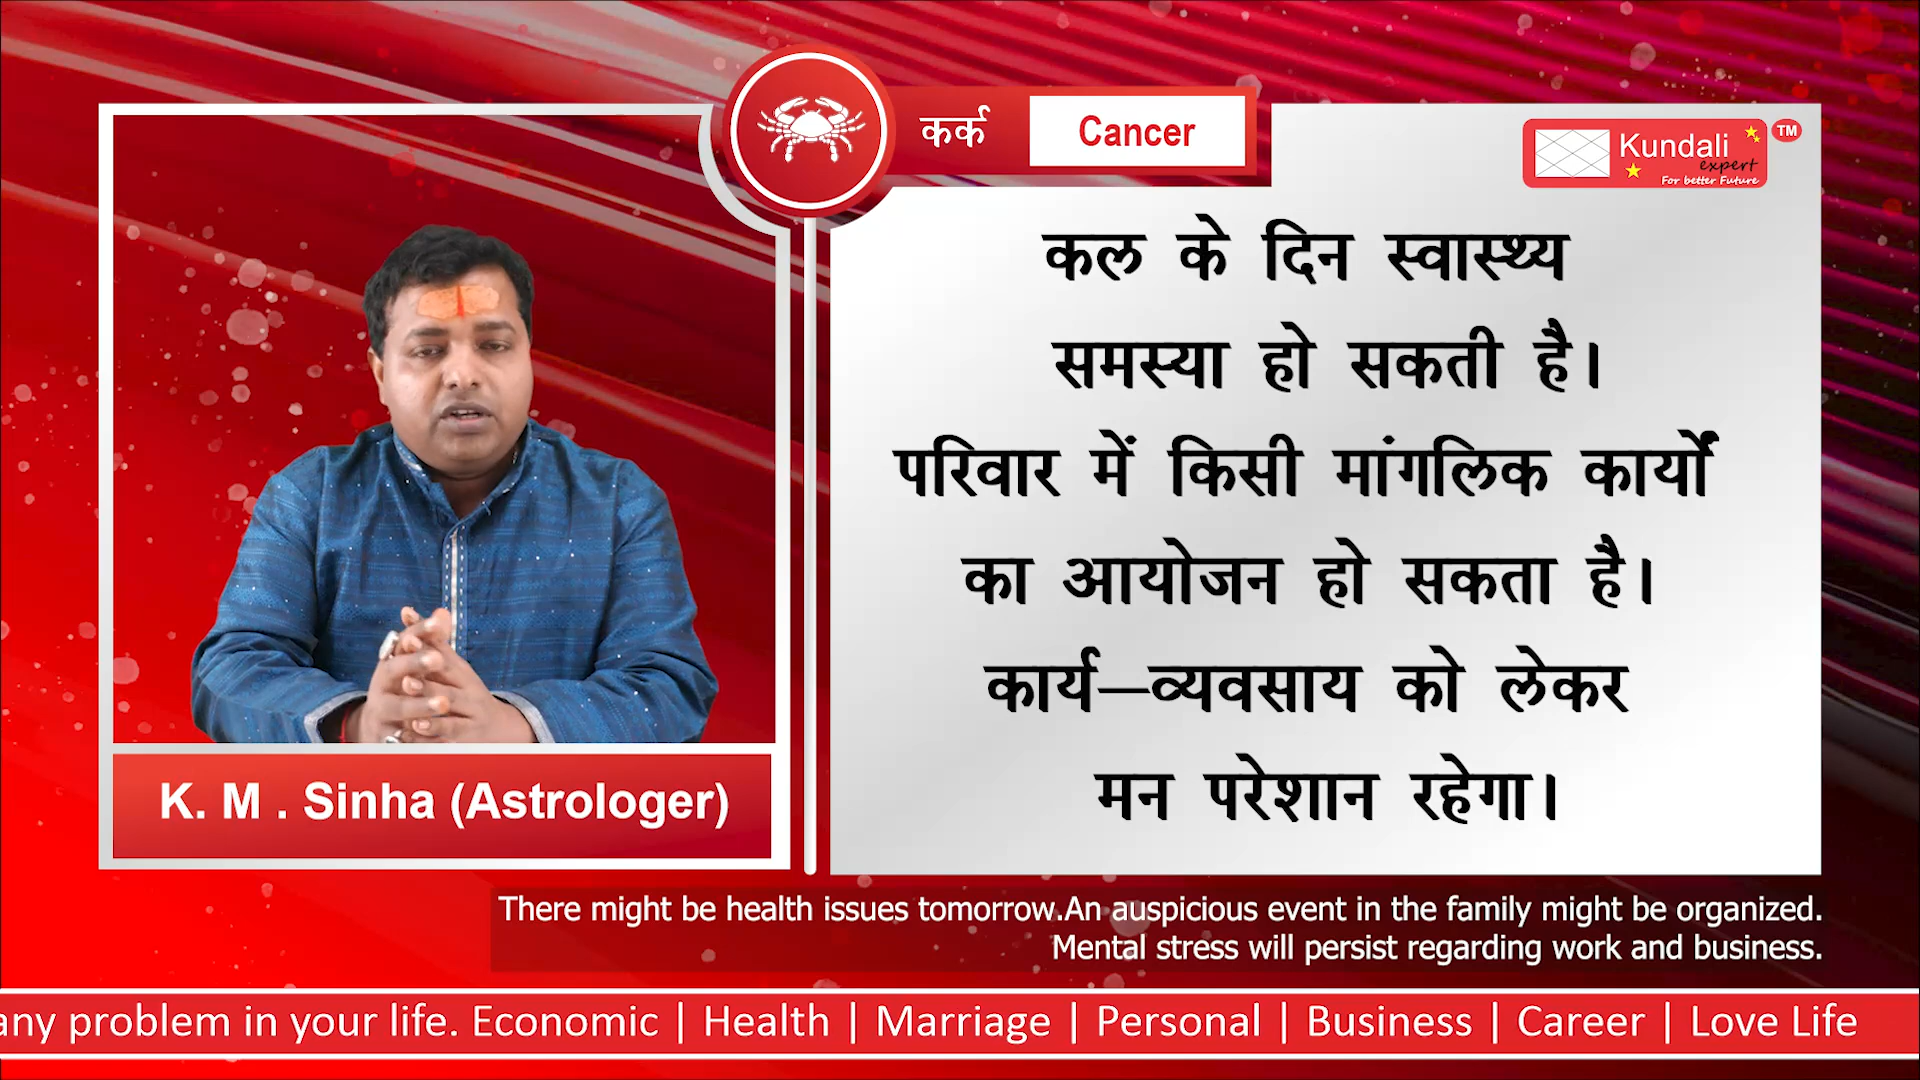 कर्क Cancer
Kundali
expert
For better Future
TM
कल के दिन स्वास्थ्य
समस्या हो सकती है।
परिवार में किसी मांगलिक कार्यों
का आयोजन हो सकता है।
कार्य–व्यवसाय को लेकर
मन परेशान रहेगा।
K. M . Sinha (Astrologer)
There might be health issues tomorrow.An auspicious event in the family might be organized.
Mental stress will persist regarding work and business.
any problem in your life. Economic | Health | Marriage | Personal | Business | Career | Love Life